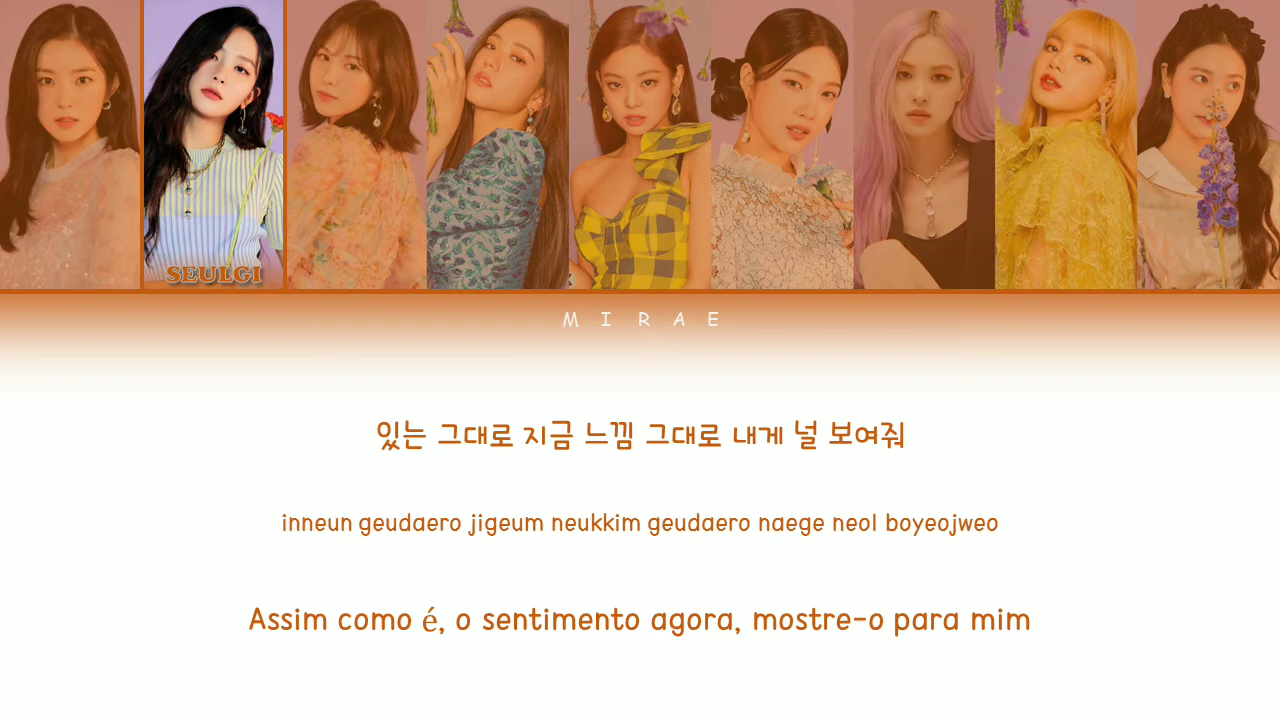 SEULGI
M I R A E
있는 그대로 지금 느낌 그대로 내게 널 보여줘
inneun geudaero jigeum neukkim geudaero naege neol boyeojweo
Assim como é, o sentimento agora, mostre-o para mim